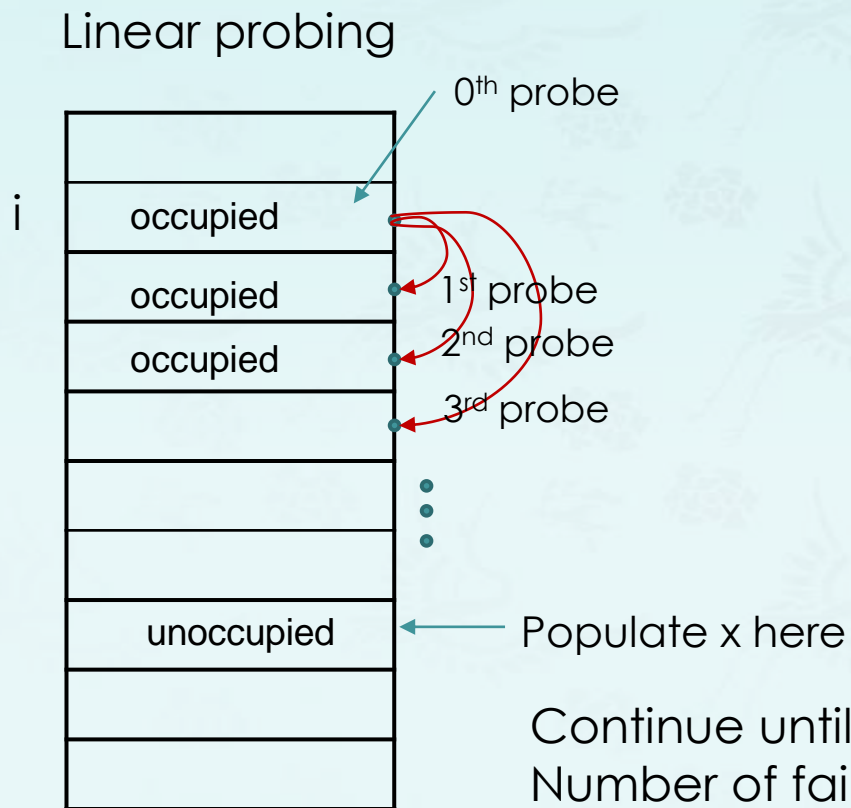 Linear probing
0th probe
i
occupied
occupied
1st probe
occupied
2nd probe
3rd probe
unoccupied
Populate x here
Continue until
Number of fai